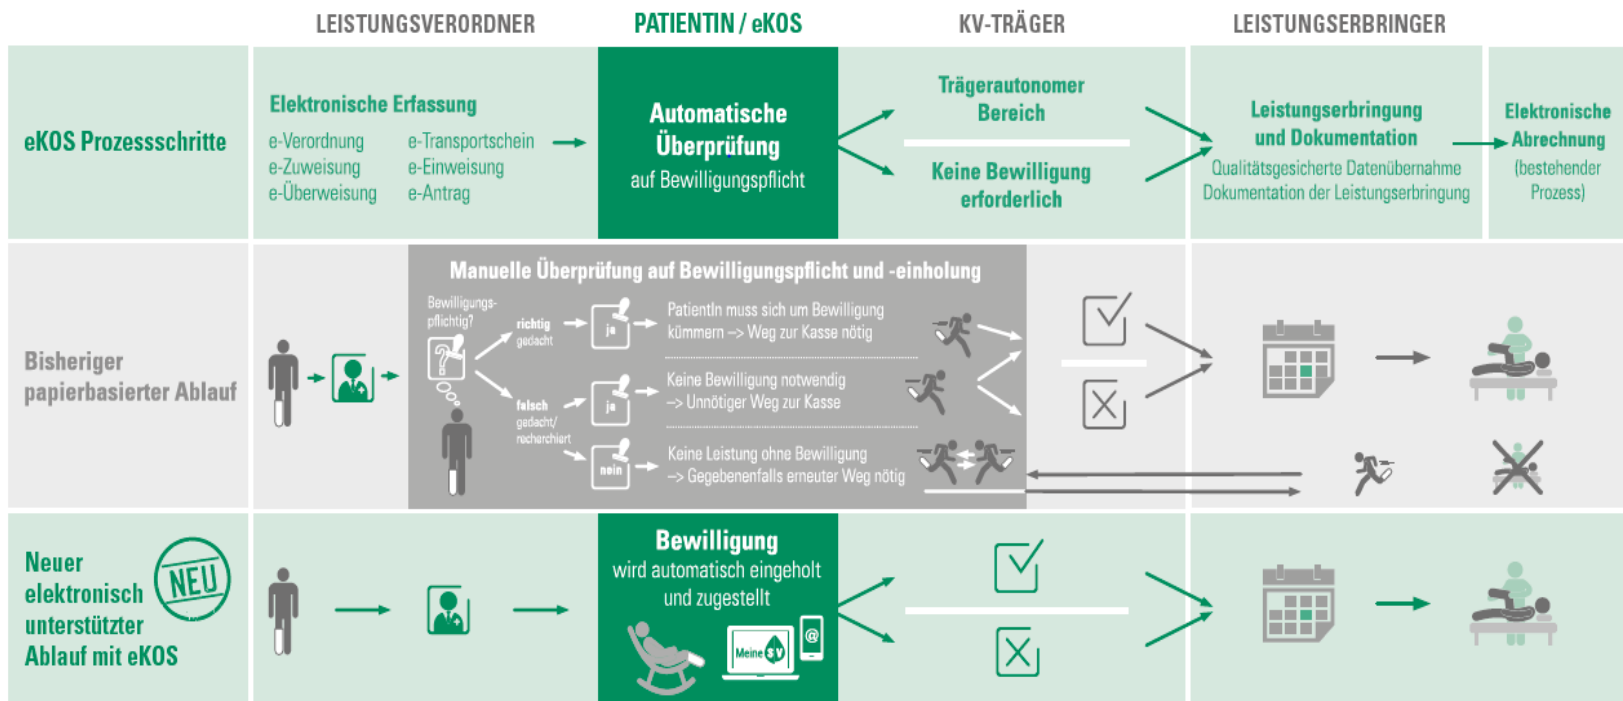 LEISTUNGSVERORDNER
PATIENTIN / eKOS
KV-TRÄGER
LEISTUNGSERBRINGER
eKOS Prozessschritte
Elektronische Erfassung
e-Verordnung
e-Zuweisung
e-Überweisung
e-Transportschein
e-Einweisung
e-Antrag
Automatische
Überprüfung
auf Bewilligungspflicht
Trägerautonomer
Bereich
Keine Bewilligung
erforderlich
Leistungserbringung
und Dokumentation
Qualitätsgesicherte Datenübernahme
Dokumentation der Leistungserbringung
Elektronische
Abrechnung
(bestehender
Prozess)
Bisheriger
papierbasierter Ablauf
Manuelle Überprüfung auf Bewilligungspflicht und -einholung
Bewilligungs-
pflichtig?
?
richtig
gedacht
ja
PatientIn muss sich um Bewilligung
kümmern –> Weg zur Kasse nötig
falsch
gedacht/
recherchiert
ja
Keine Bewilligung notwendig
–> Unnötiger Weg zur Kasse
nein
Keine Leistung ohne Bewilligung
–> Gegebenenfalls erneuter Weg nötig
Neuer
elektronisch
unterstützter
Ablauf mit eKOS
NEU
Bewilligung
wird automatisch eingeholt
und zugestellt
Meine SV
@